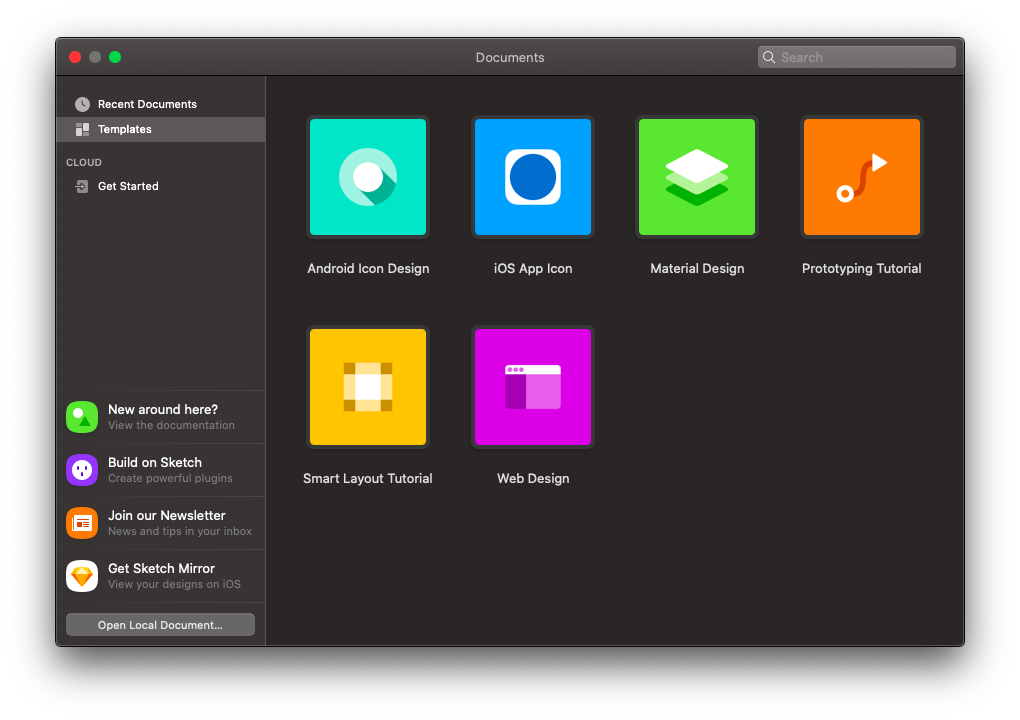 Documents
Search
Recent Documents
Templates
CLOUD
Get Started
New around here?
View the documentation
Build on Sketch
Create powerful plugins
Join our Newsletter
News and tips in your inbox
Get Sketch Mirror
View your designs on iOS
Open Local Document...
Android Icon Design
iOS App Icon
Material Design
Prototyping Tutorial
Smart Layout Tutorial
Web Design